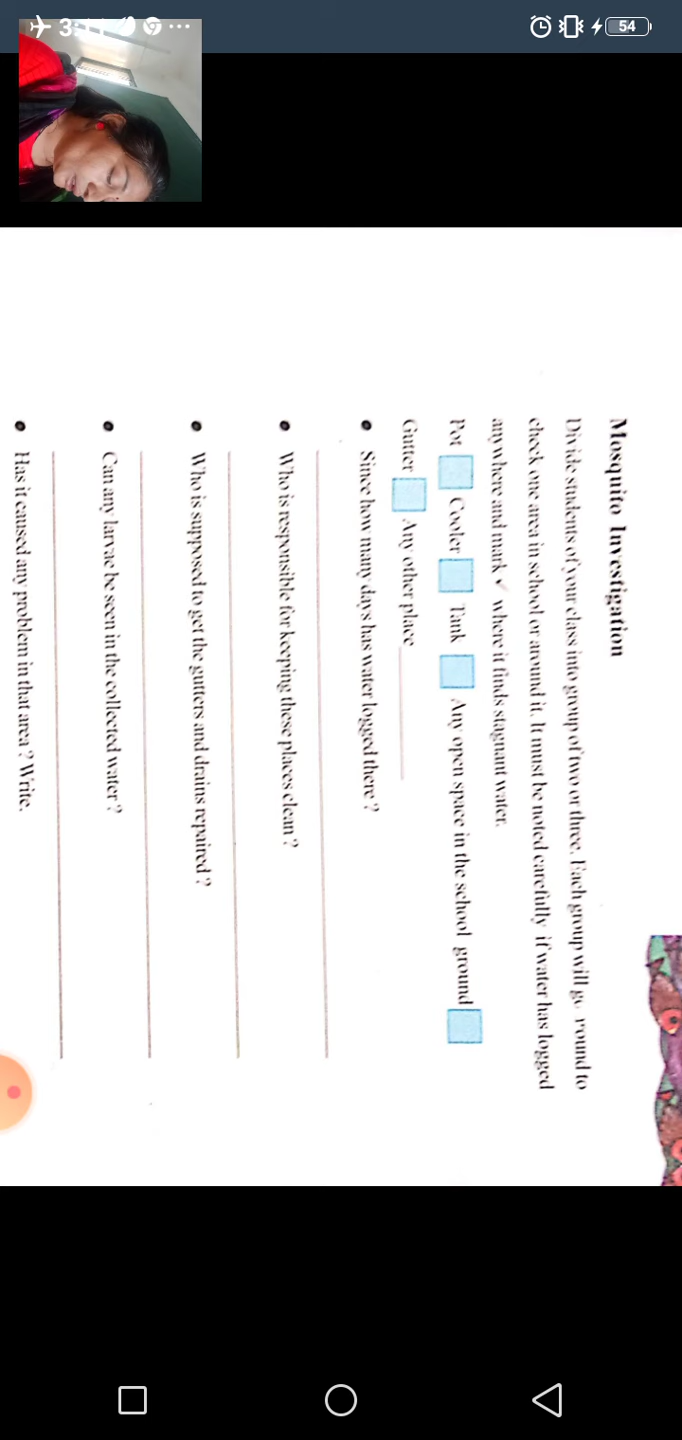 54
Mosquito Investigation
Divide students of your class into group of two or three. Each group will go round to
check one area in school or around it. It must be noted carefully if water has logged
anywhere and mark ✓ where it finds stagnant water.
Pot Cooler Tank Any open space in the school ground
Gutter Any other place
• Since how many days has water logged there ?
• Who is responsible for keeping these places clean ?
• Who is supposed to get the gutters and drains repaired ?
• Can any larvae be seen in the collected water ?
• Has it caused any problem in that area ? Write.